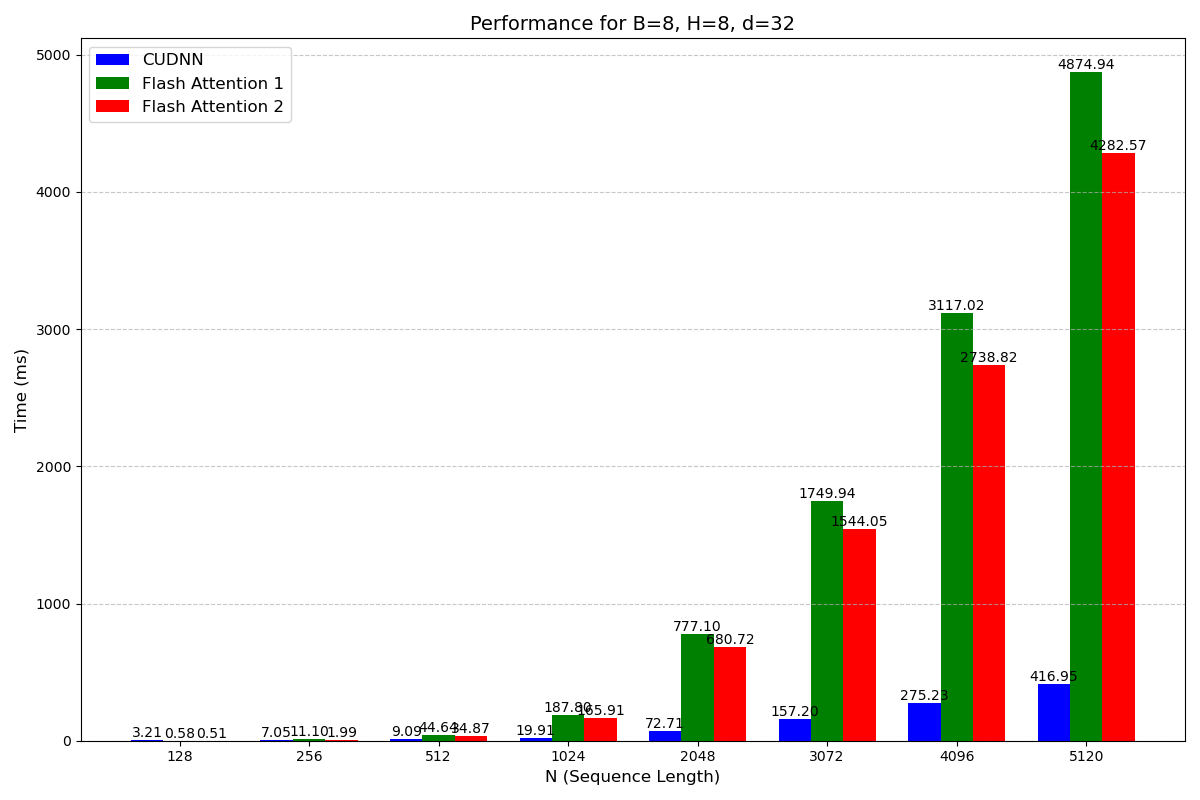 Performance for B=8, H=8, d=32
CUDNN
Flash Attention 1
Flash Attention 2
Time (ms)
5000
4000
3000
2000
1000
0
3.21 0.58 0.51
7.05 11.10 1.99
9.09 44.64 34.87
19.91 187.80 165.91
72.71 777.10 680.72
157.20 1749.94 1544.05
275.23 3117.02 2738.82
416.95 4874.94 4282.57
128 256 512 1024 2048 3072 4096 5120
N (Sequence Length)